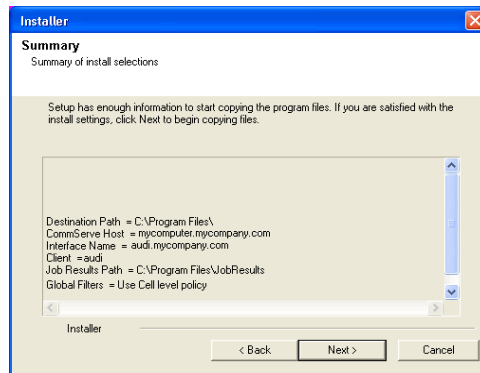 Installer
Summary
Summary of install selections
Setup has enough information to start copying the program files. If you are satisfied with the
install settings, click Next to begin copying files.
Destination Path = C:\Program Files\
CommServe Host = mycomputer.mycompany.com
Interface Name = audi.mycompany.com
Client =audi
Job Results Path = C:\Program Files\JobResults
Global Filters = Use Cell level policy
Installer
< Back Next > Cancel